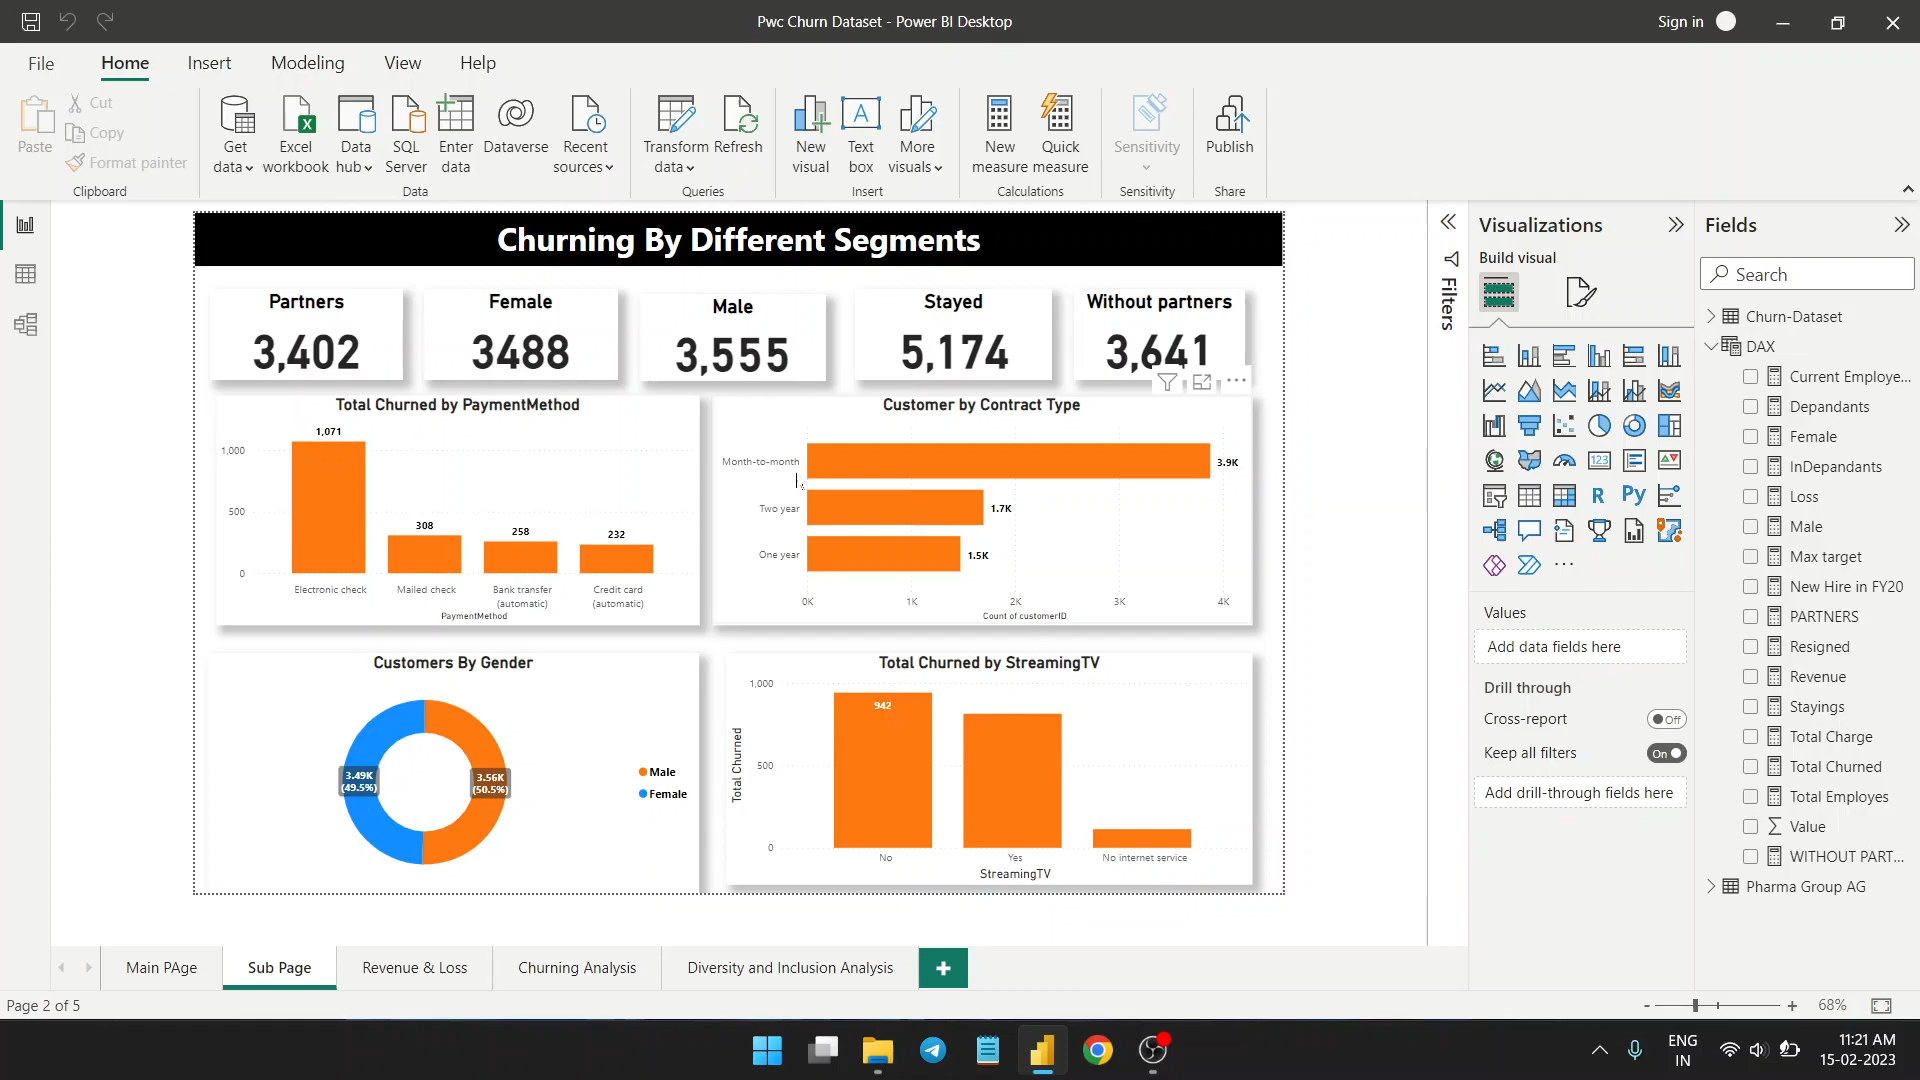 Pwc Churn Dataset - Power BI Desktop
Sign in
File Home Insert Modeling View Help
Paste
Cut
Copy
Format painter
Clipboard
Get data
Excel workbook
Data hub
SQL Server
Enter data
Dataverse
Recent sources
Data
Transform data
Refresh
Queries
New visual
Text box
More visuals
Insert
New measure
Quick measure
Calculations
Sensitivity
Sensitivity
Publish
Share
Churning By Different Segments
Partners
3,402
Female
3488
Male
3,555
Stayed
5,174
Without partners
3,641
Total Churned by PaymentMethod
1,000
500
0
1,071
308
258
232
Electronic check
Mailed check
Bank transfer
(automatic)
Credit card
(automatic)
PaymentMethod
Customer by Contract Type
Month-to-month
3.9K
Two year
1.7K
One year
1.5K
0K 1K 2K 3K 4K
Count of customerID
Customers By Gender
3.49K
(49.5%)
3.56K
(50.5%)
Male
Female
Total Churned by StreamingTV
Total Churned
1,000
500
0
942
No
Yes
No internet service
StreamingTV
Filters
Visualizations
Build visual
123
R
Py
Values
Add data fields here
Drill through
Cross-report
Off
Keep all filters
On
Add drill-through fields here
Fields
Search
Churn-Dataset
DAX
Current Employe...
Depandants
Female
InDepandants
Loss
Male
Max target
New Hire in FY20
PARTNERS
Resigned
Revenue
Stayings
Total Charge
Total Churned
Total Employes
Value
WITHOUT PART...
Pharma Group AG
Main PAge
Sub Page
Revenue & Loss
Churning Analysis
Diversity and Inclusion Analysis
Page 2 of 5
68%
ENG
IN
11:21 AM
15-02-2023